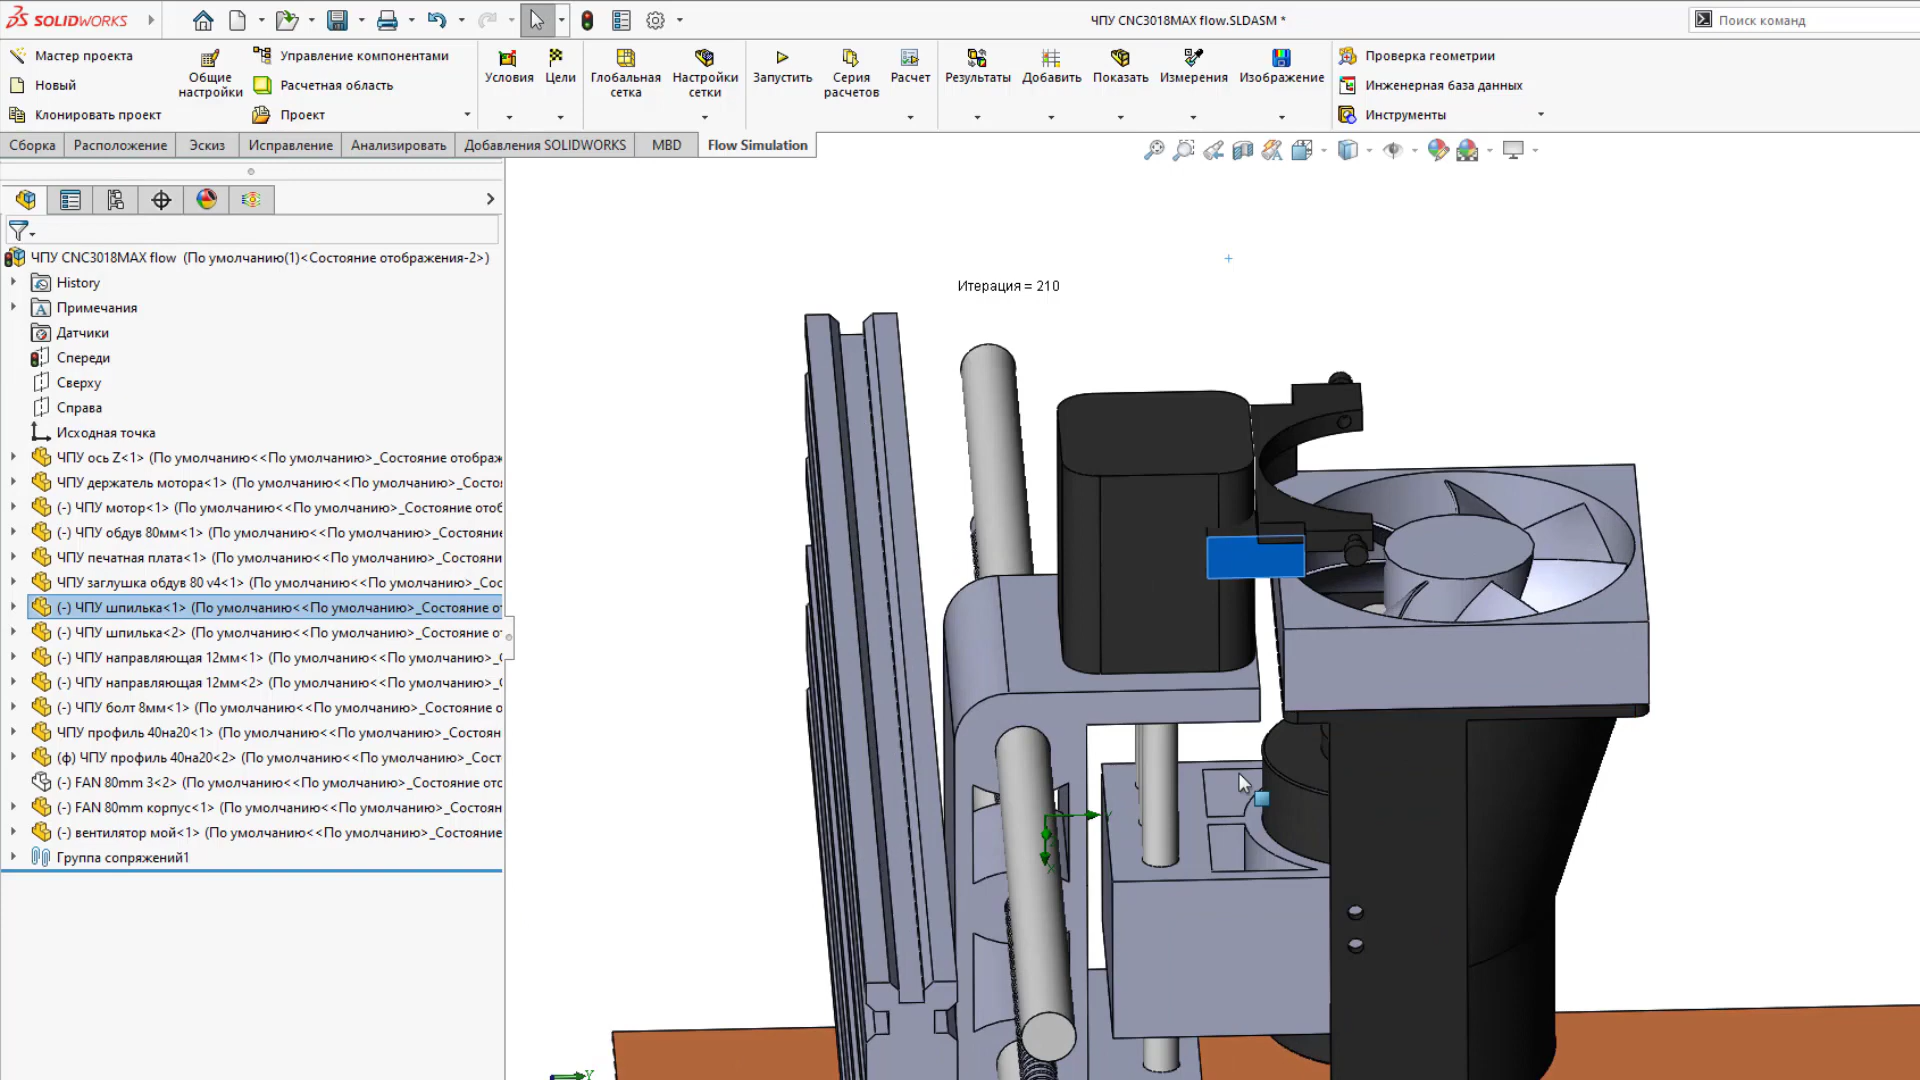 SOLIDWORKS
ЧПУ CNC3018MAX flow.SLDASM *
Поиск команд
Мастер проекта
Новый
Клонировать проект
Общие настройки
Управление компонентами
Расчетная область
Проект
Условия
Цели
Глобальная сетка
Настройки сетки
Запустить
Серия расчетов
Расчет
Результаты
Добавить
Показать
Измерения
Изображение
Проверка геометрии
Инженерная база данных
Инструменты
Сборка
Расположение
Эскиз
Исправление
Анализировать
Добавления SOLIDWORKS
MBD
Flow Simulation
ЧПУ CNC3018MAX flow (По умолчанию(1)<Состояние отображения-2>)
History
Примечания
Датчики
Спереди
Сверху
Справа
Исходная точка
ЧПУ ось Z<1> (По умолчанию<<По умолчанию>_Состояние отображ
ЧПУ держатель мотора<1> (По умолчанию<<По умолчанию>_Состо
(-) ЧПУ мотор<1> (По умолчанию<<По умолчанию>_Состояние отоб
(-) ЧПУ обдув 80мм<1> (По умолчанию<<По умолчанию>_Состояние
ЧПУ печатная плата<1> (По умолчанию<<По умолчанию>_Состояни
ЧПУ заглушка обдув 80 v4<1> (По умолчанию<<По умолчанию>_Сос
(-) ЧПУ шпилька<1> (По умолчанию<<По умолчанию>_Состояние о
(-) ЧПУ шпилька<2> (По умолчанию<<По умолчанию>_Состояние о
(-) ЧПУ направляющая 12мм<1> (По умолчанию<<По умолчанию>_
(-) ЧПУ направляющая 12мм<2> (По умолчанию<<По умолчанию>_
(-) ЧПУ болт 8мм<1> (По умолчанию<<По умолчанию>_Состояние о
ЧПУ профиль 40на20<1> (По умолчанию<<По умолчанию>_Состоян
(ф) ЧПУ профиль 40на20<2> (По умолчанию<<По умолчанию>_Сост
(-) FAN 80mm 3<2> (По умолчанию<<По умолчанию>_Состояние отс
(-) FAN 80mm корпус<1> (По умолчанию<<По умолчанию>_Состоян
(-) вентилятор мой<1> (По умолчанию<<По умолчанию>_Состояние
Группа сопряжений1
Итерация = 210
X
Y